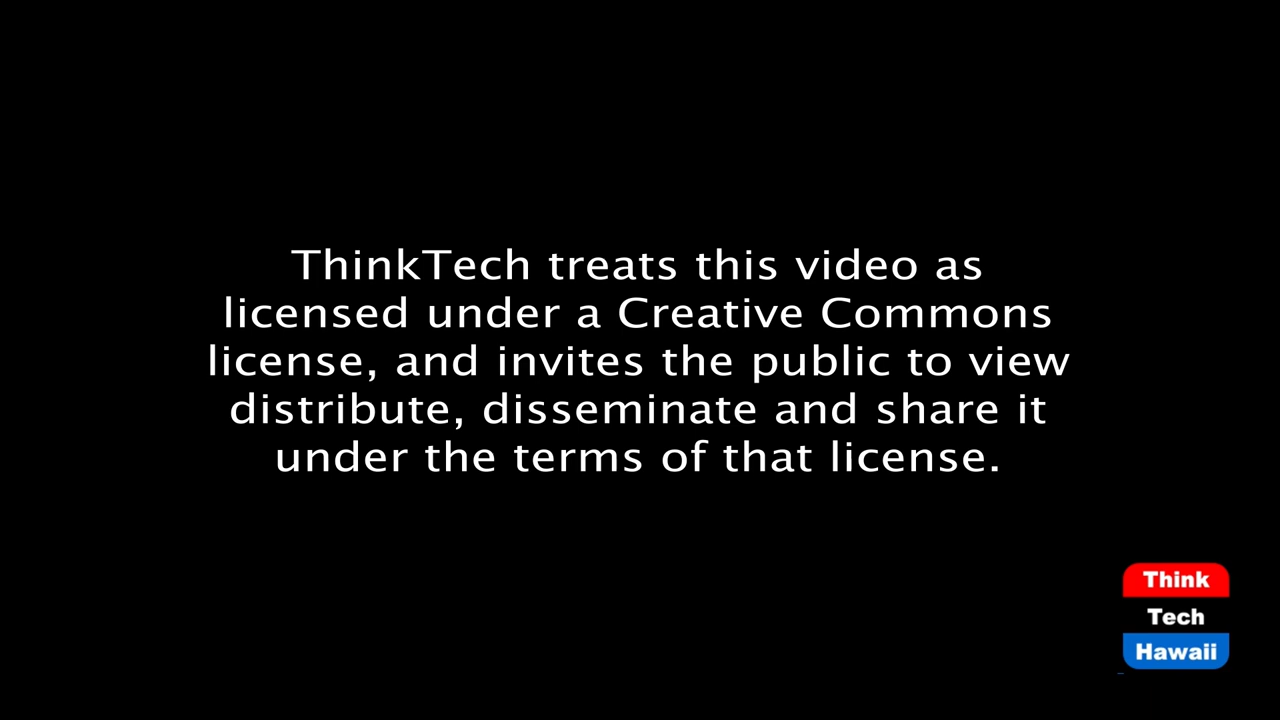 ThinkTech treats this video as
licensed under a Creative Commons
license, and invites the public to view
distribute, disseminate and share it
under the terms of that license.
Think
Tech
Hawaii